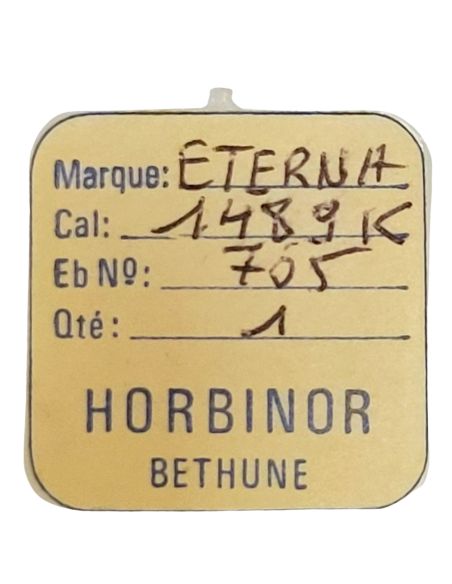 Marque: ETERNA
Cal: 1489K
Eb Nº: 705
Qté: 1
HORBINOR
BETHUNE